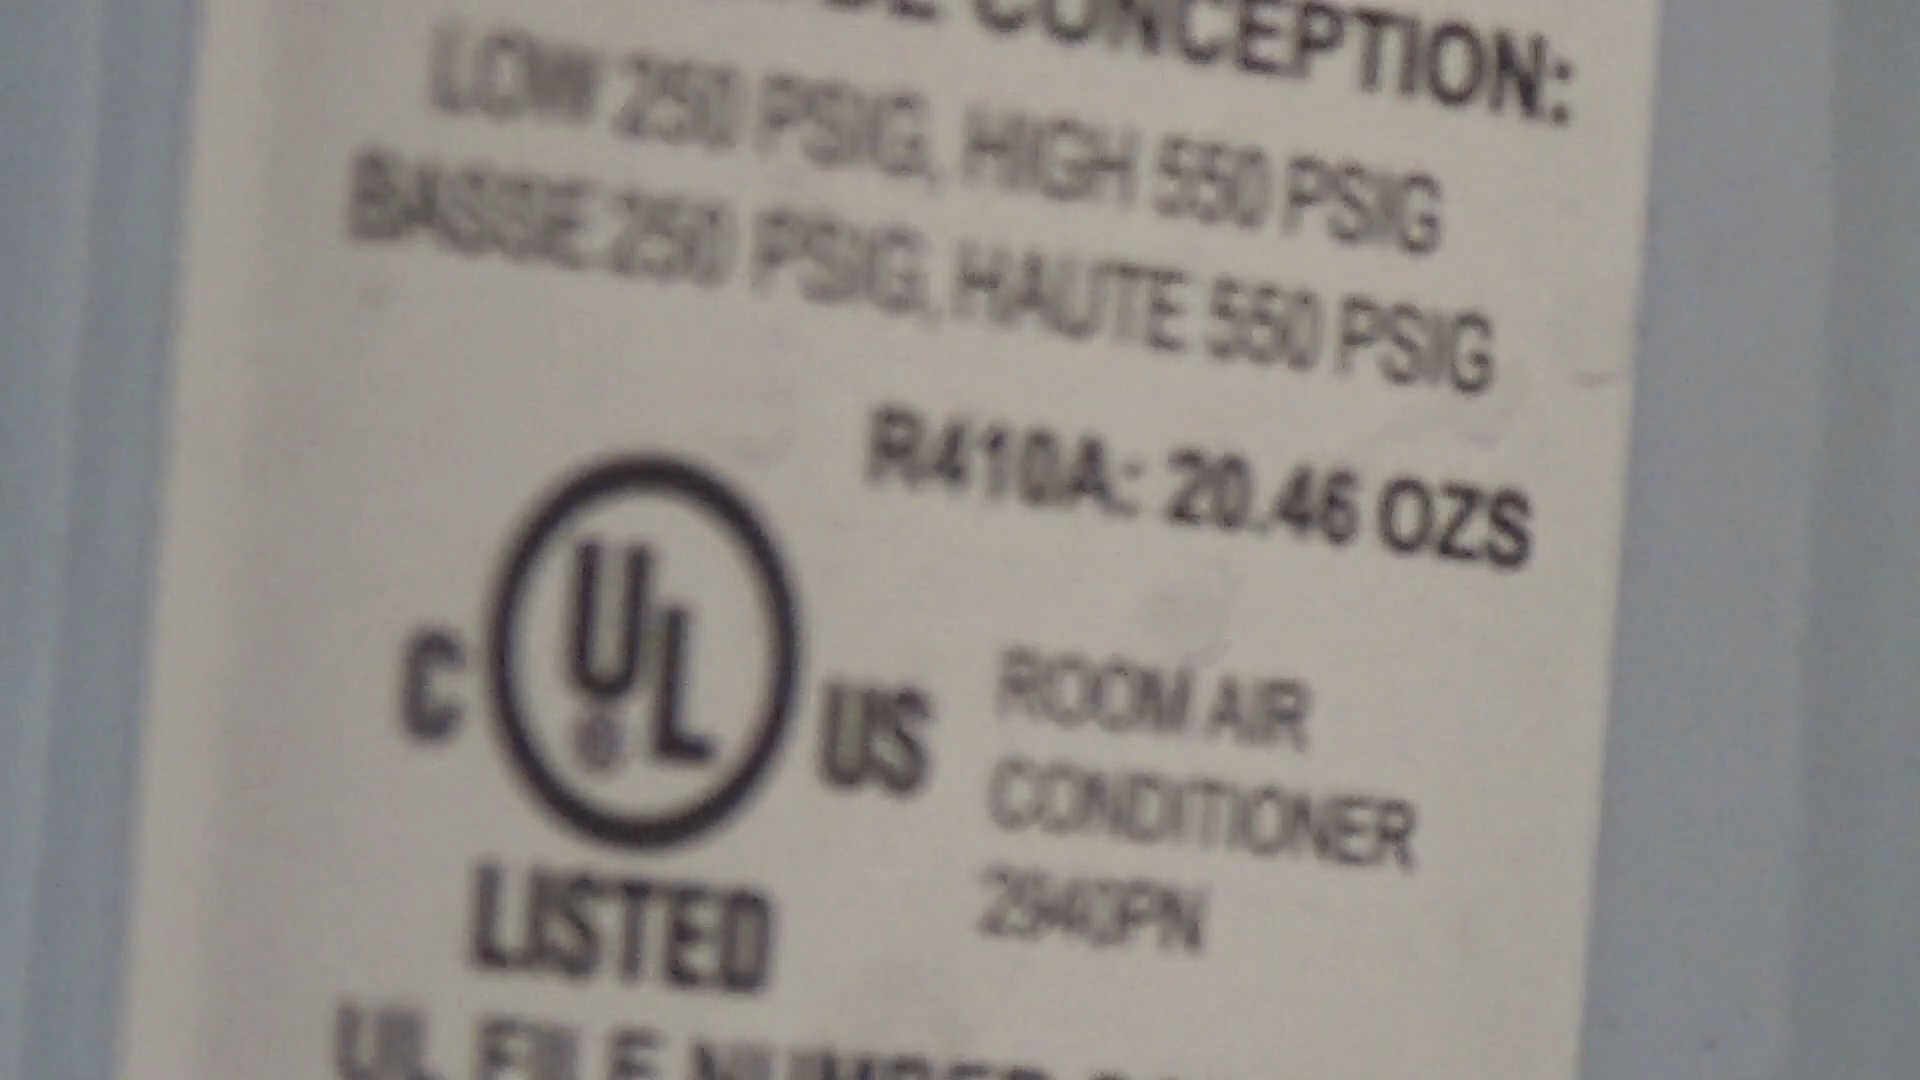 DE CONCEPTION:
LOW 250 PSIG, HIGH 550 PSIG
BASSE 250 PSIG, HAUTE 550 PSIG
R410A: 20.46 OZS
C UL® US
LISTED
ROOM AIR
CONDITIONER
UL FILE NUMBER